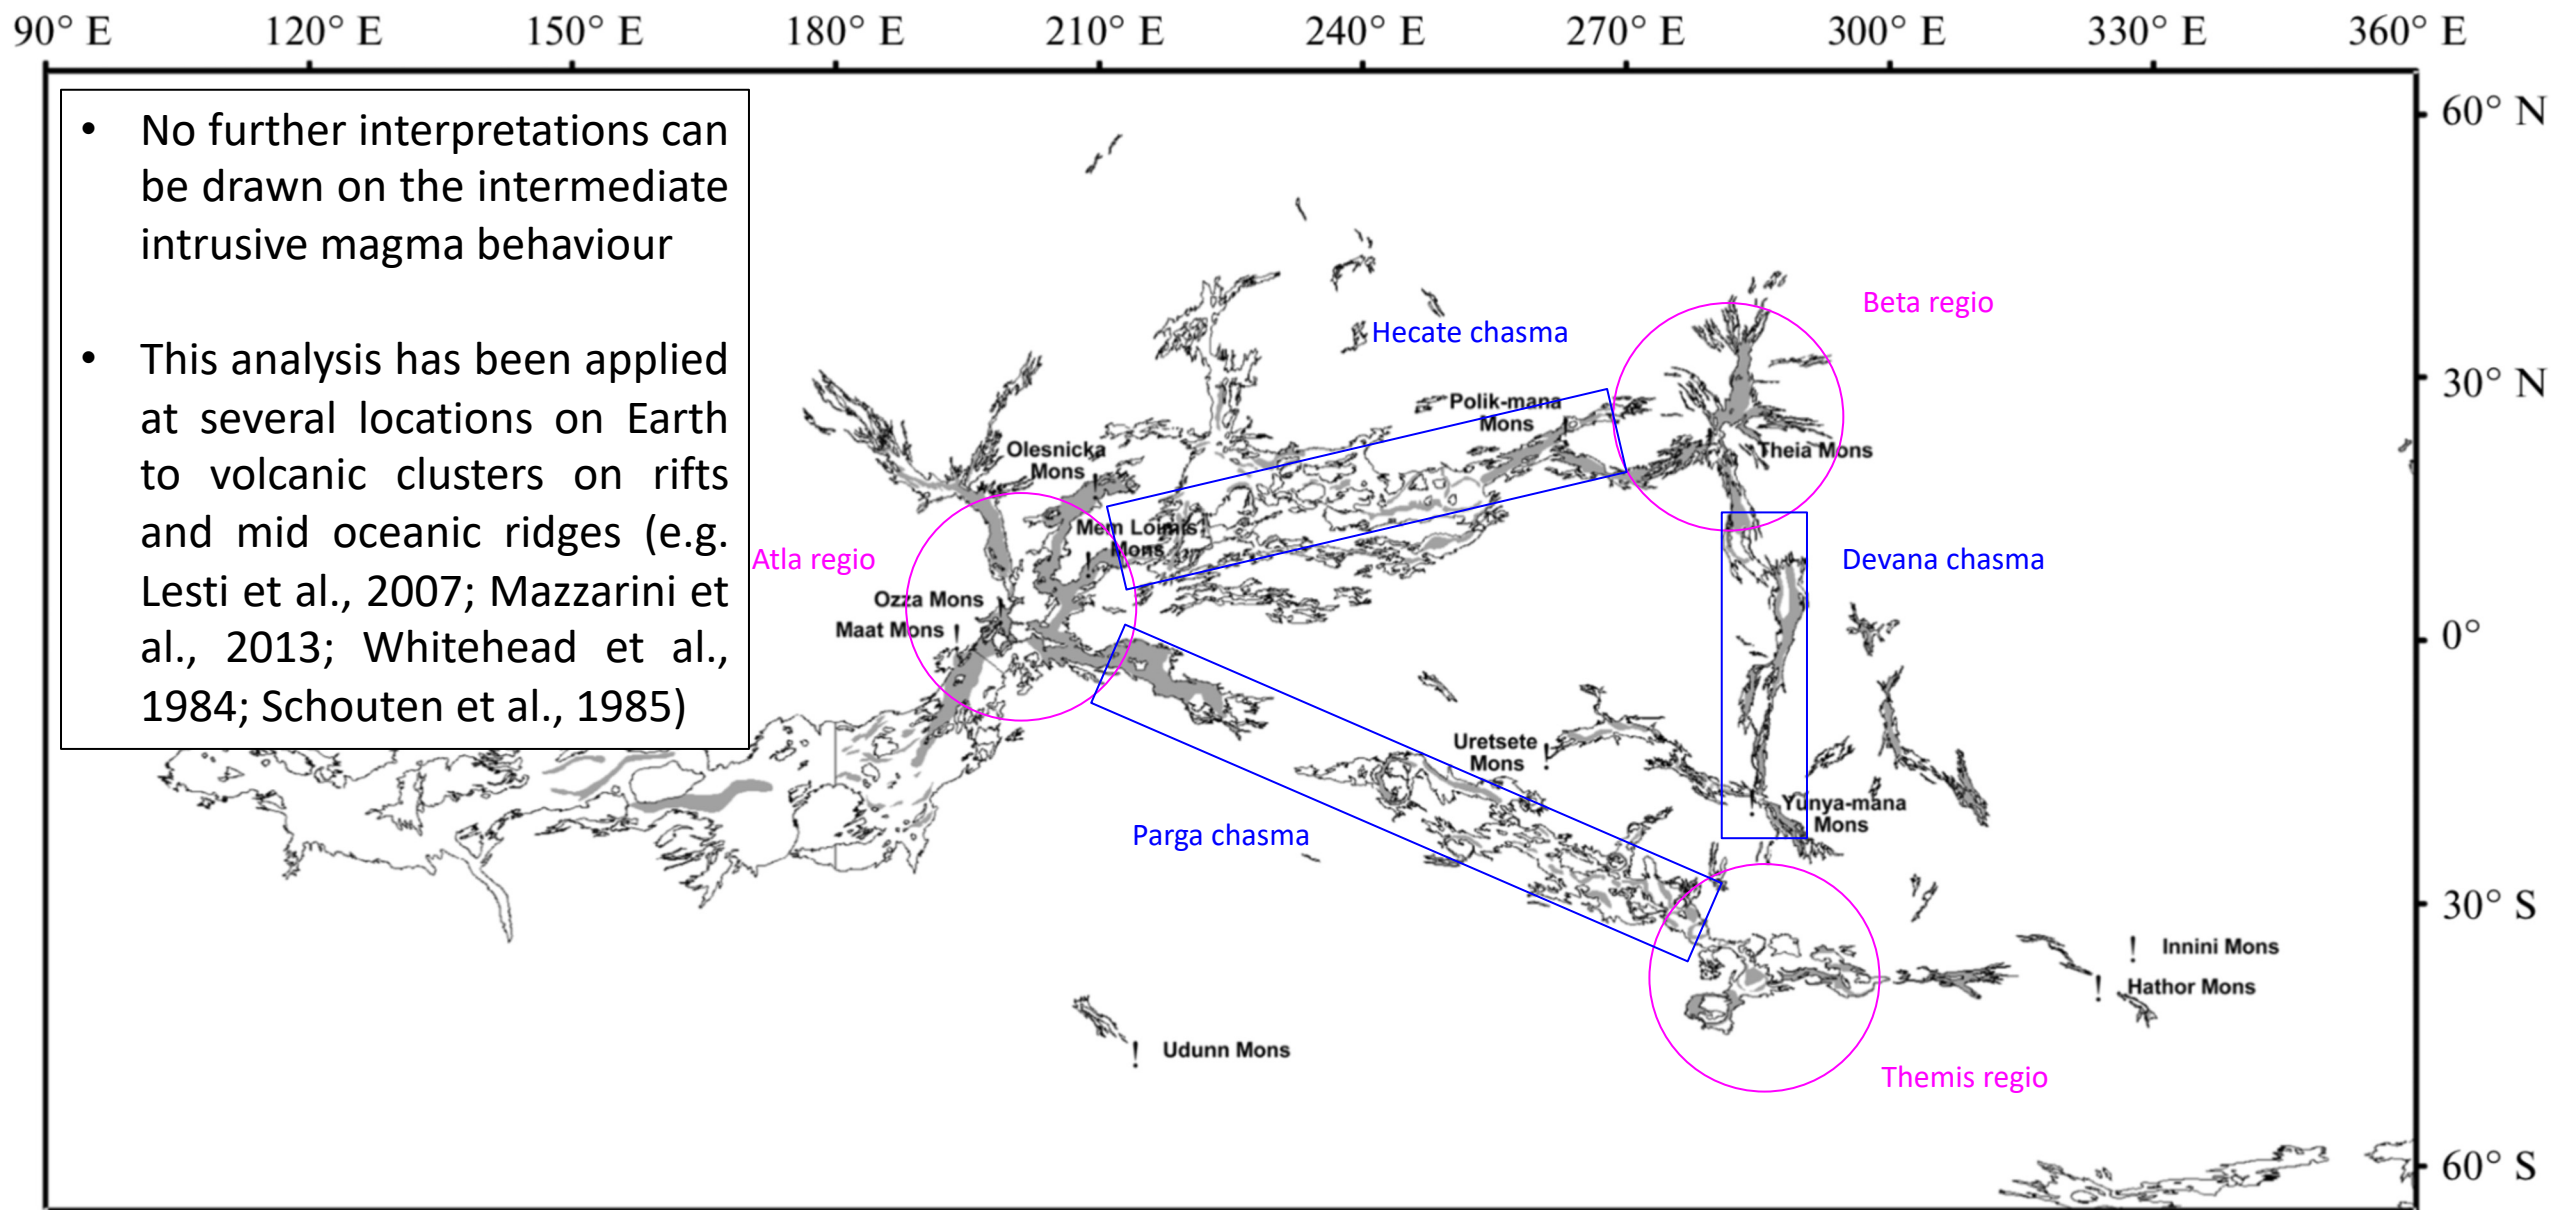 90° E 120° E 150° E 180° E 210° E 240° E 270° E 300° E 330° E 360° E
• No further interpretations can
be drawn on the intermediate
intrusive magma behaviour
• This analysis has been applied
at several locations on Earth
to volcanic clusters on rifts
and mid oceanic ridges (e.g.
Lesti et al., 2007; Mazzarini et
al., 2013; Whitehead et al.,
1984; Schouten et al., 1985)
60° N
30° N
0°
30° S
60° S
Beta regio
Hecate chasma
Polik-mana
Mons
Theia Mons
Olesnicka
Mons
Mem Loimis
Mons
Atla regio
Devana chasma
Ozza Mons
Maat Mons
! 
Uretsete
Mons
!
Yunya-mana
Mons
!
Parga chasma
! Innini Mons
! Hathor Mons
! Udunn Mons
Themis regio